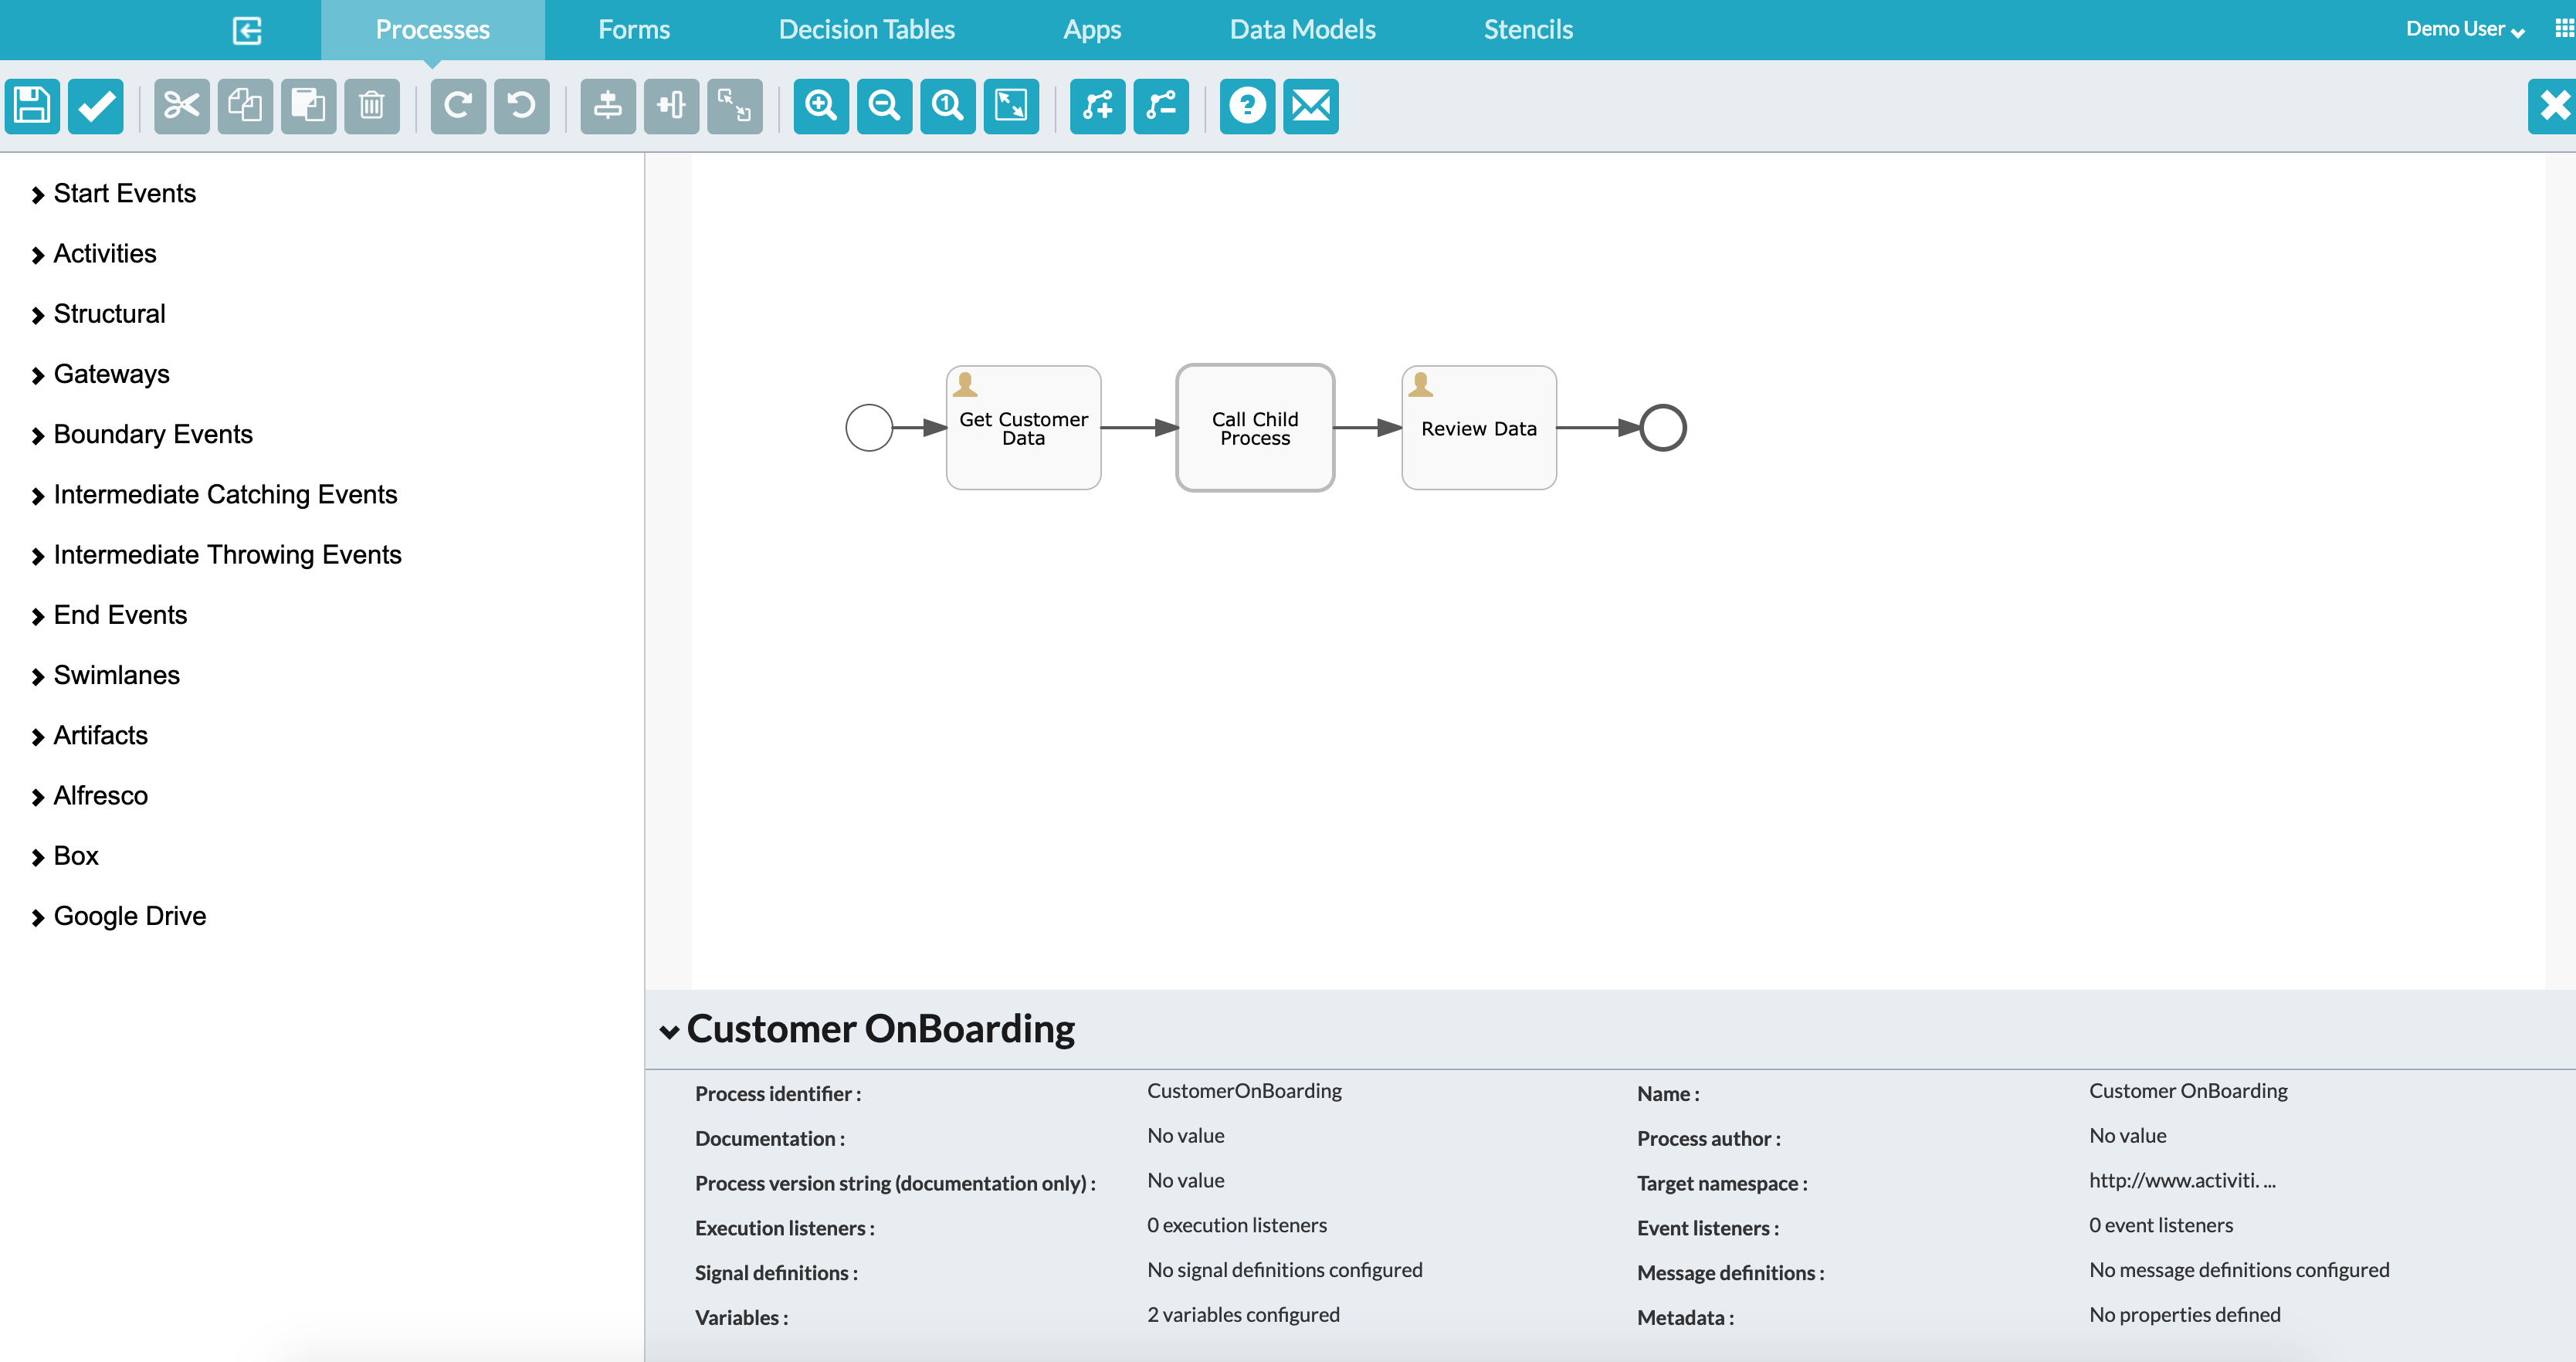 Processes Forms Decision Tables Apps Data Models Stencils Demo User
1 ?
Start Events
Activities
Structural
Gateways
Boundary Events
Intermediate Catching Events
Intermediate Throwing Events
End Events
Swimlanes
Artifacts
Alfresco
Box
Google Drive
Get Customer
Data
Call Child
Process
Review Data
Customer OnBoarding
Process identifier : CustomerOnBoarding Name : Customer OnBoarding
Documentation : No value Process author : No value
Process version string (documentation only) : No value Target namespace : http://www.activiti. ...
Execution listeners : 0 execution listeners Event listeners : 0 event listeners
Signal definitions : No signal definitions configured Message definitions : No message definitions configured
Variables : 2 variables configured Metadata : No properties defined